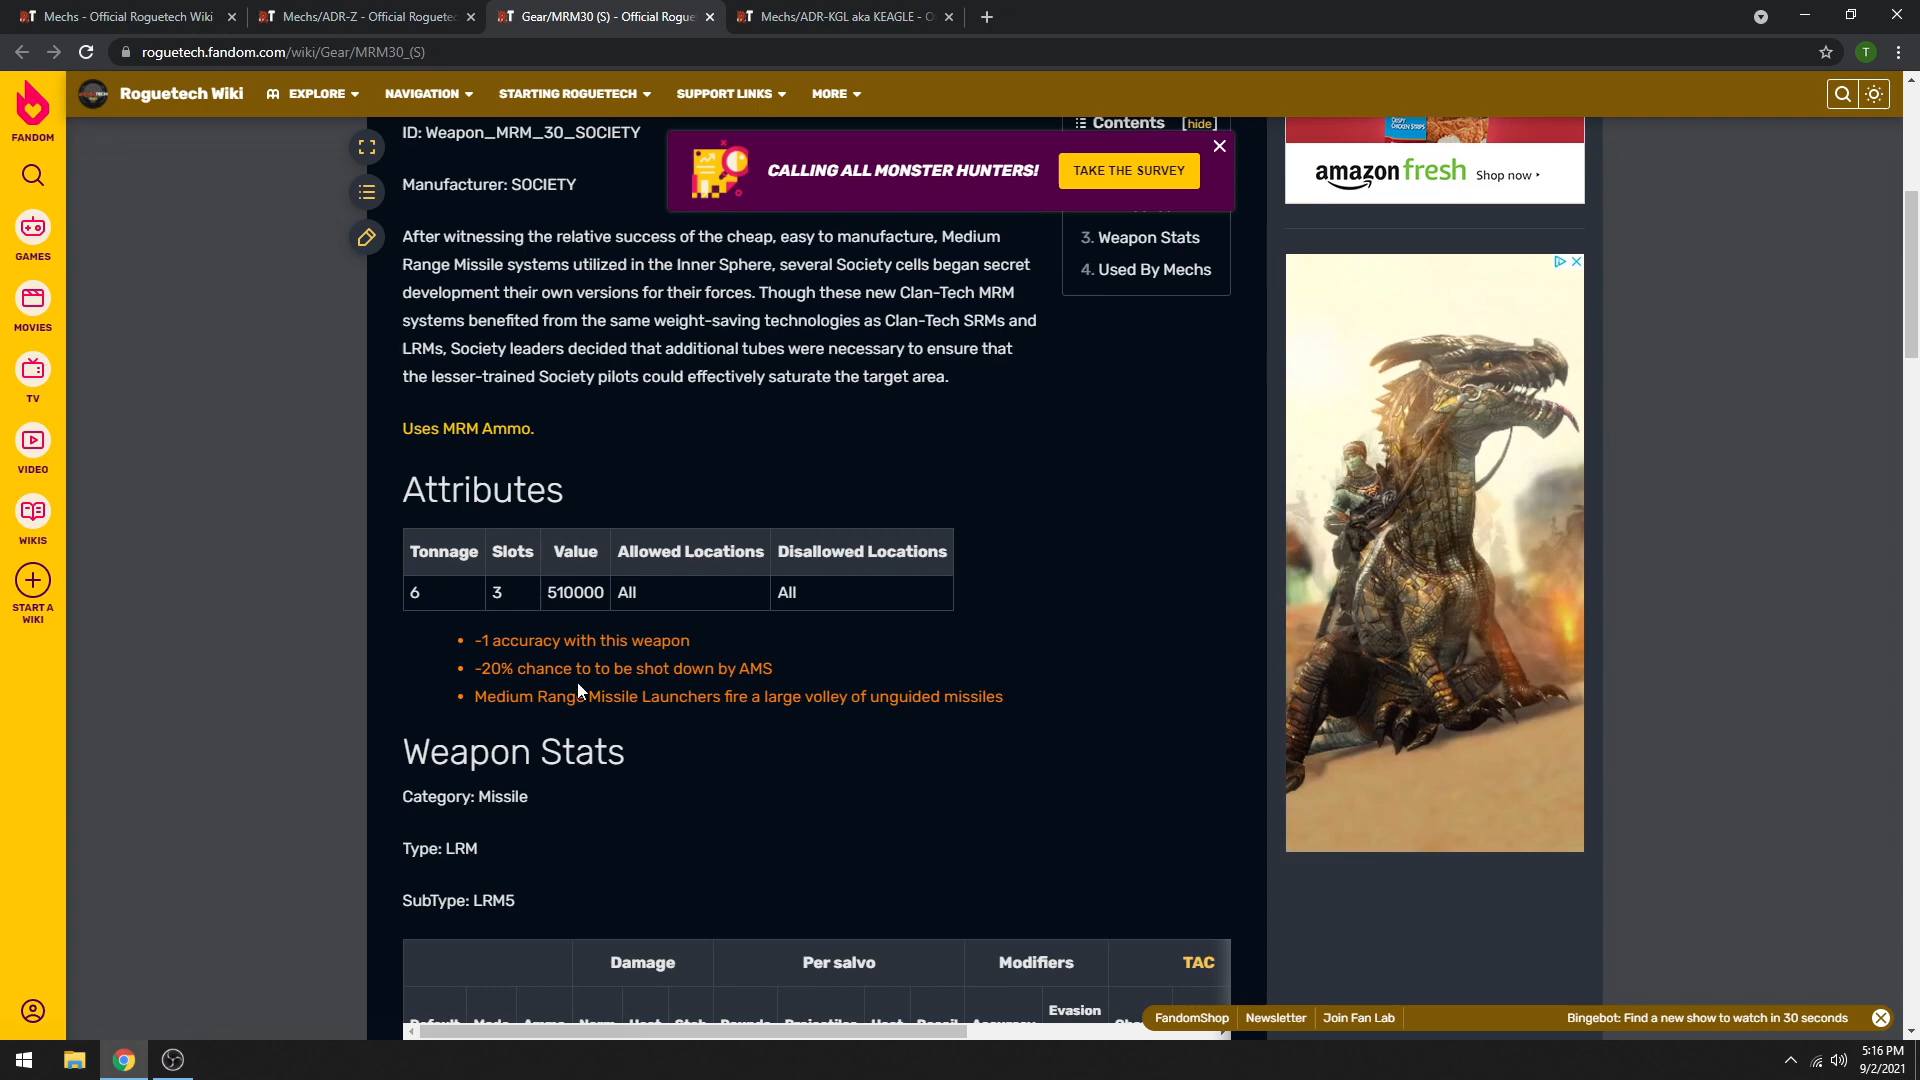 Mechs - Official Roguetech Wiki
Mechs/ADR-Z - Official Roguetec
Gear/MRM30 (S) - Official Rogue
Mechs/ADR-KGL aka KEAGLE - O
roguetech.fandom.com/wiki/Gear/MRM30_(S)
T
FANDOM
GAMES
MOVIES
TV
VIDEO
WIKIS
START A
WIKI
Roguetech Wiki
EXPLORE
NAVIGATION
STARTING ROGUETECH
SUPPORT LINKS
MORE
ID: Weapon_MRM_30_SOCIETY
Manufacturer: SOCIETY
Contents [hide]
CALLING ALL MONSTER HUNTERS!
TAKE THE SURVEY
3. Weapon Stats
4. Used By Mechs
After witnessing the relative success of the cheap, easy to manufacture, Medium
Range Missile systems utilized in the Inner Sphere, several Society cells began secret
development their own versions for their forces. Though these new Clan-Tech MRM
systems benefited from the same weight-saving technologies as Clan-Tech SRMs and
LRMs, Society leaders decided that additional tubes were necessary to ensure that
the lesser-trained Society pilots could effectively saturate the target area.
Uses MRM Ammo.
Attributes
Tonnage Slots Value Allowed Locations Disallowed Locations
6 3 510000 All All
• -1 accuracy with this weapon
• -20% chance to to be shot down by AMS
• Medium Range Missile Launchers fire a large volley of unguided missiles
Weapon Stats
Category: Missile
Type: LRM
SubType: LRM5
Damage Per salvo Modifiers TAC
Evasion
CRISPY
CHICKEN STRIPS
amazon fresh Shop now
FandomShop
Newsletter
Join Fan Lab
Bingebot: Find a new show to watch in 30 seconds
5:16 PM
9/2/2021